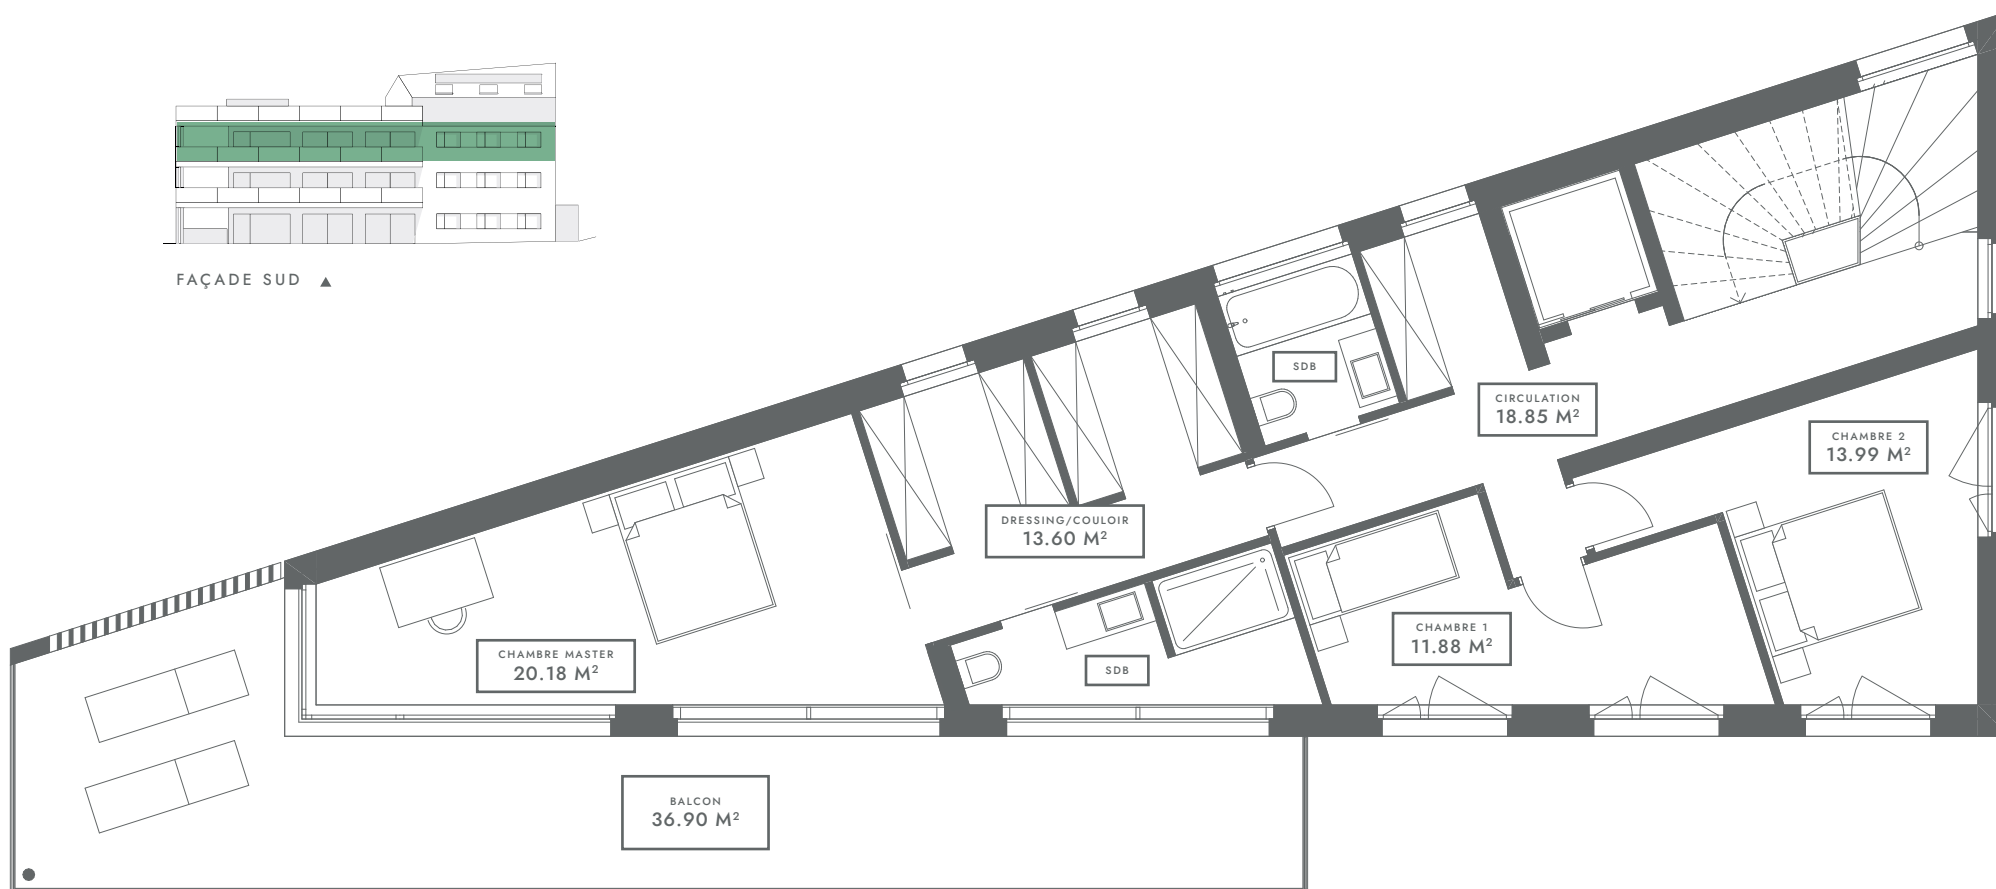 FAÇADE SUD ▲
SDB
CIRCULATION
18.85 M²
CHAMBRE 2
13.99 M²
DRESSING/COULOIR
13.60 M²
CHAMBRE MASTER
20.18 M²
SDB
CHAMBRE 1
11.88 M²
BALCON
36.90 M²